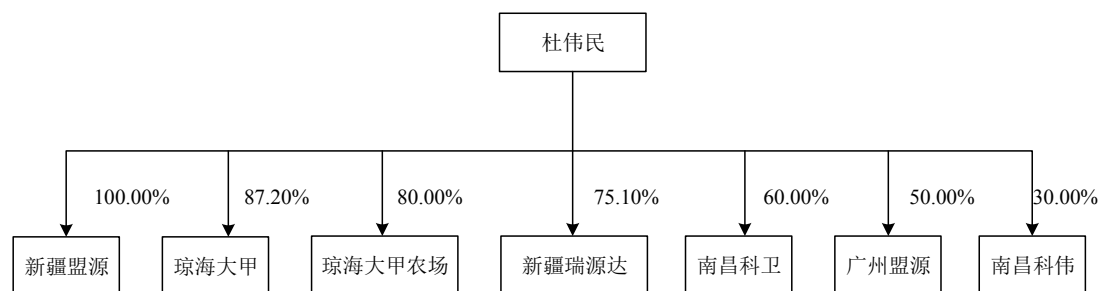 杜伟民
100.00%
87.20%
80.00%
75.10%
60.00%
50.00%
30.00%
新疆盟源
琼海大甲
琼海大甲农场
新疆瑞源达
南昌科卫
广州盟源
南昌科伟